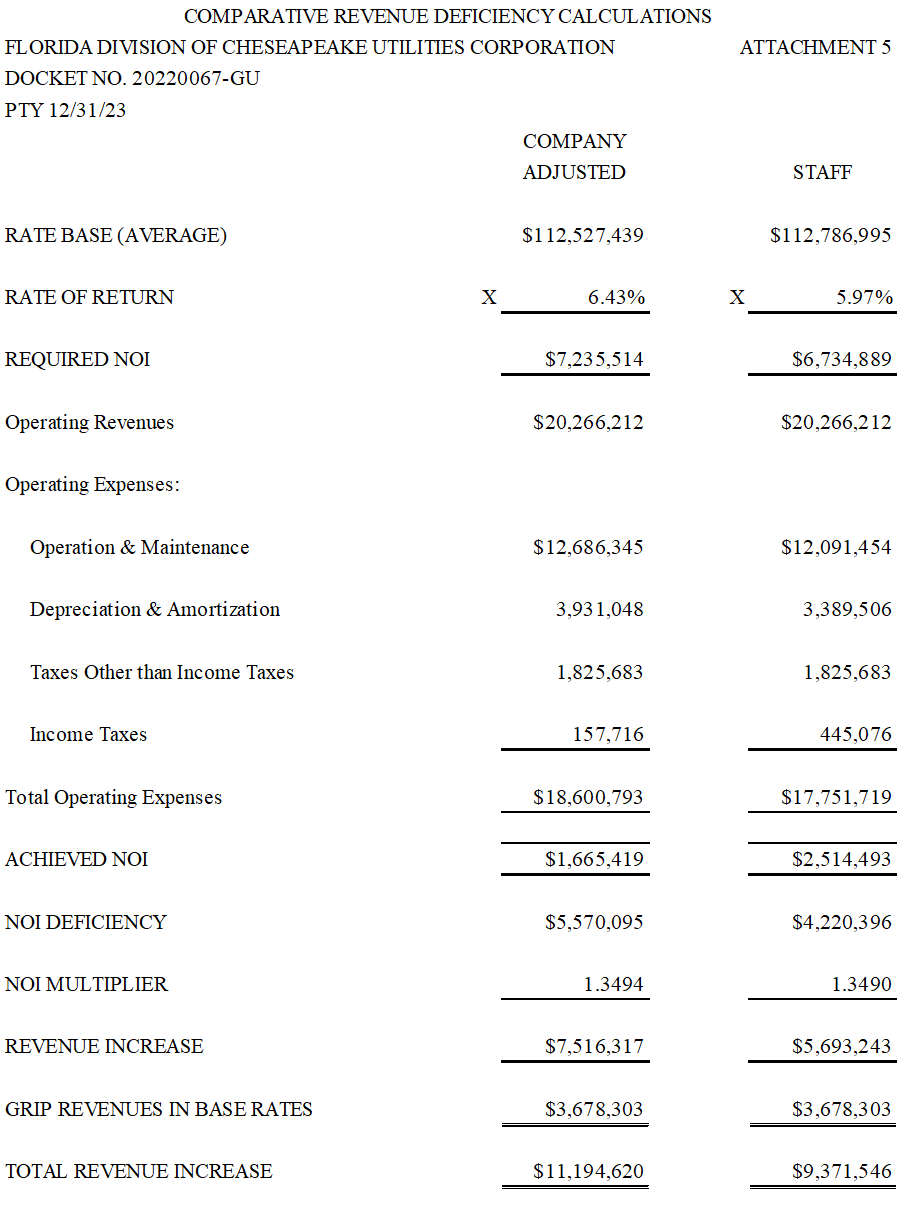 COMPARATIVE REVENUE DEFICIENCY CALCULATIONS
FLORIDA DIVISION OF CHESEAPEAKE UTILITIES CORPORATION ATTACHMENT 5
DOCKET NO. 20220067-GU
PTY 12/31/23
COMPANY
ADJUSTED STAFF
RATE BASE (AVERAGE) $112,527,439 $112,786,995
RATE OF RETURN X 6.43% X 5.97%
REQUIRED NOI $7,235,514 $6,734,889
Operating Revenues $20,266,212 $20,266,212
Operating Expenses:
Operation & Maintenance $12,686,345 $12,091,454
Depreciation & Amortization 3,931,048 3,389,506
Taxes Other than Income Taxes 1,825,683 1,825,683
Income Taxes 157,716 445,076
Total Operating Expenses $18,600,793 $17,751,719
ACHIEVED NOI $1,665,419 $2,514,493
NOI DEFICIENCY $5,570,095 $4,220,396
NOI MULTIPLIER 1.3494 1.3490
REVENUE INCREASE $7,516,317 $5,693,243
GRIP REVENUES IN BASE RATES $3,678,303 $3,678,303
TOTAL REVENUE INCREASE $11,194,620 $9,371,546